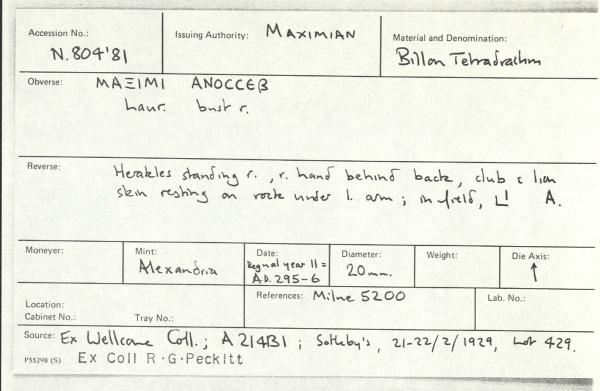 Accession No.: N.804'81
Issuing Authority: MAXIMIAN
Material and Denomination: Billon Tetradrachm
Obverse: ΜΑΞΙΜΙ ΑΝΟCCΕΒ
Laur. bust r.
Reverse: Herakles standing r., r. hand behind back, club c lion
skin resting on rock under l. arm; in field, L A.
Moneyer:
Mint: Alexandria
Date: Regnal year 11 =
A.D. 295-6
Diameter: 20mm.
Weight:
Die Axis: ↑
Location:
Cabinet No.: Tray No.:
References: Milne 5200
Lab. No.:
Source: Ex Wellcome Coll.; A21431; Sotheby's, 21-22/2/1929, Lot 429.
P55298 (S) Ex Coll R.G.Peckitt